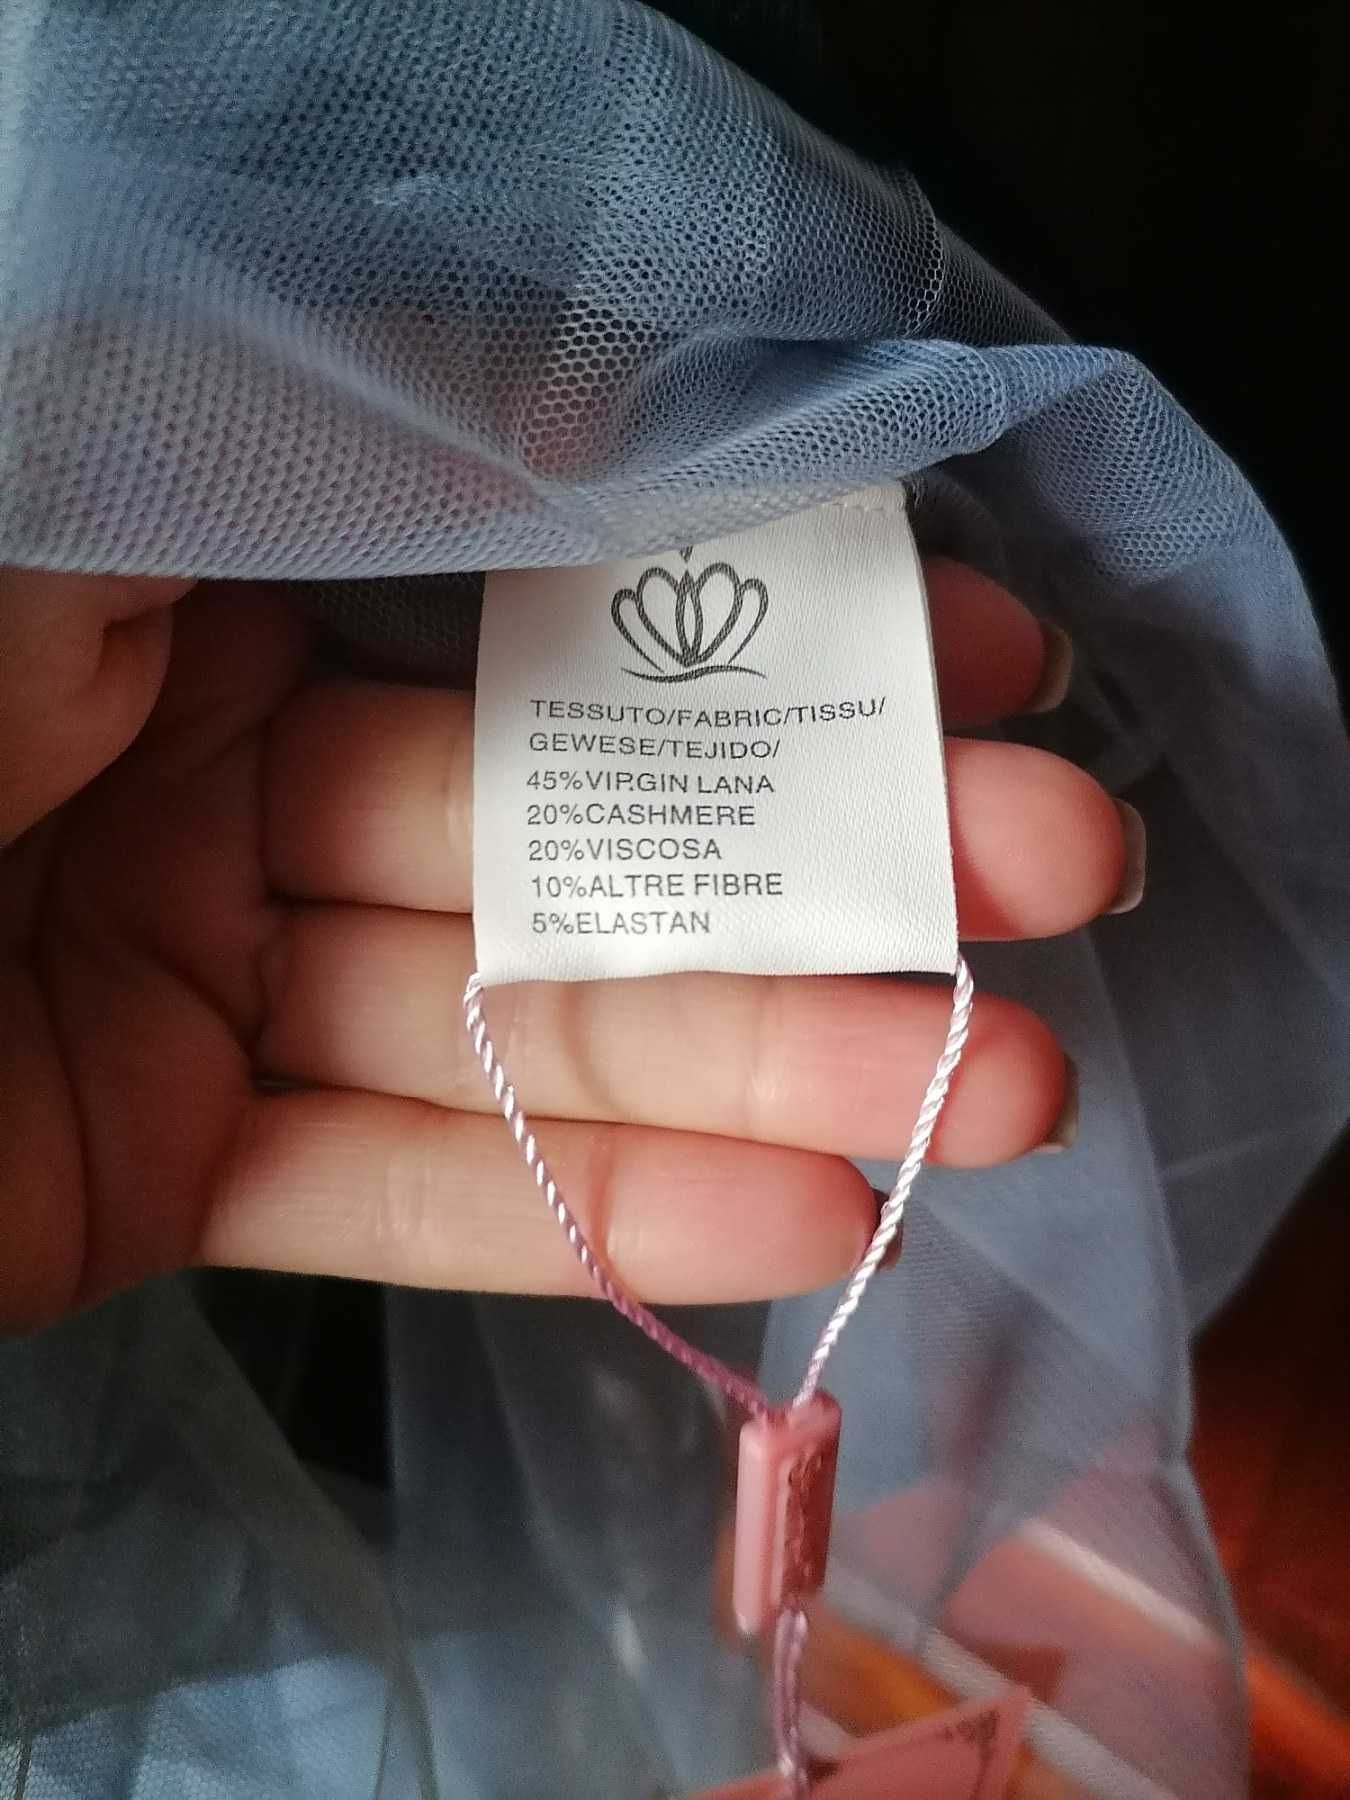 TESSUTO/FABRIC/TISSU/
GEWESE/TEJIDO/
45%VIRGIN LANA
20%CASHMERE
20%VISCOSA
10%ALTRE FIBRE
5%ELASTAN